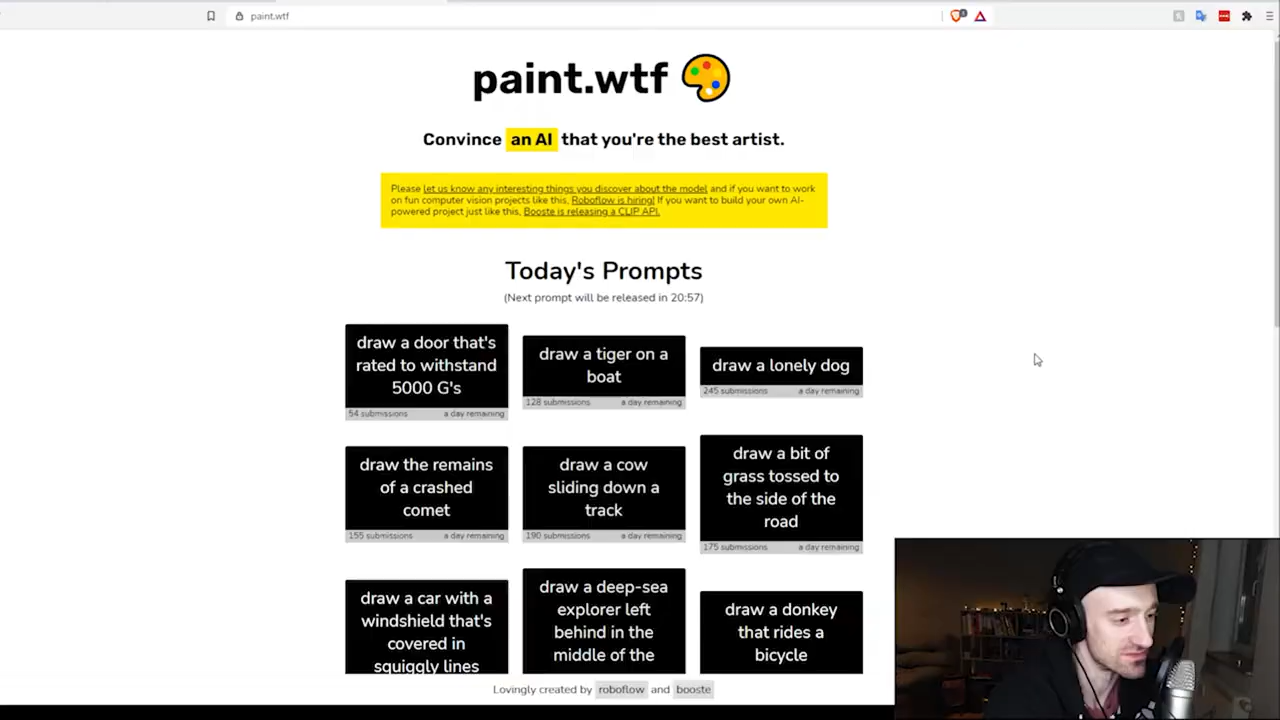 paint.wtf
paint.wtf
Convince an AI that you're the best artist.
Please let us know any interesting things you discover about the model and if you want to work
on fun computer vision projects like this, Roboflow is hiring! If you want to build your own AI-
powered project just like this, Booste is releasing a CLIP API.
Today's Prompts
(Next prompt will be released in 20:57)
draw a door that's
rated to withstand
5000 G's
54 submissions a day remaining
draw a tiger on a
boat
128 submissions a day remaining
draw a lonely dog
245 submissions a day remaining
draw the remains
of a crashed
comet
155 submissions a day remaining
draw a cow
sliding down a
track
190 submissions a day remaining
draw a bit of
grass tossed to
the side of the
road
175 submissions a day remaining
draw a car with a
windshield that's
covered in
squiggly lines
draw a deep-sea
explorer left
behind in the
middle of the
draw a donkey
that rides a
bicycle
Lovingly created by roboflow and booste